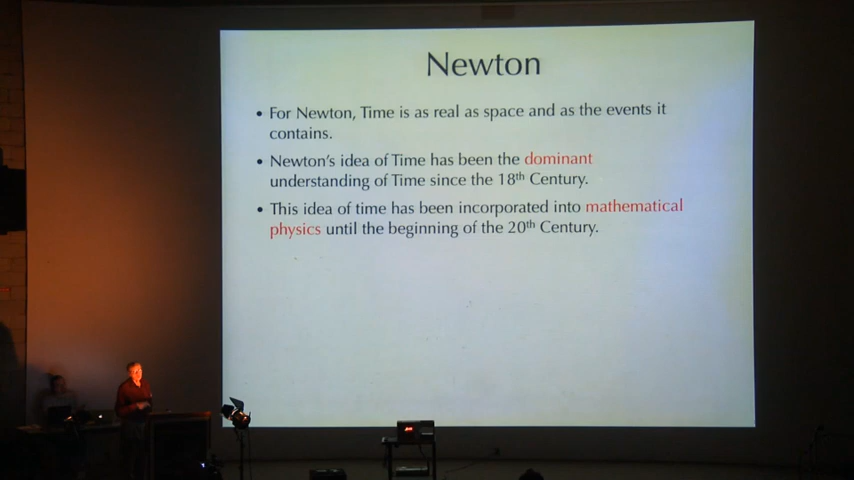 Newton
• For Newton, Time is as real as space and as the events it
contains.
• Newton's idea of Time has been the dominant
understanding of Time since the 18th Century.
• This idea of time has been incorporated into mathematical
physics until the beginning of the 20th Century.